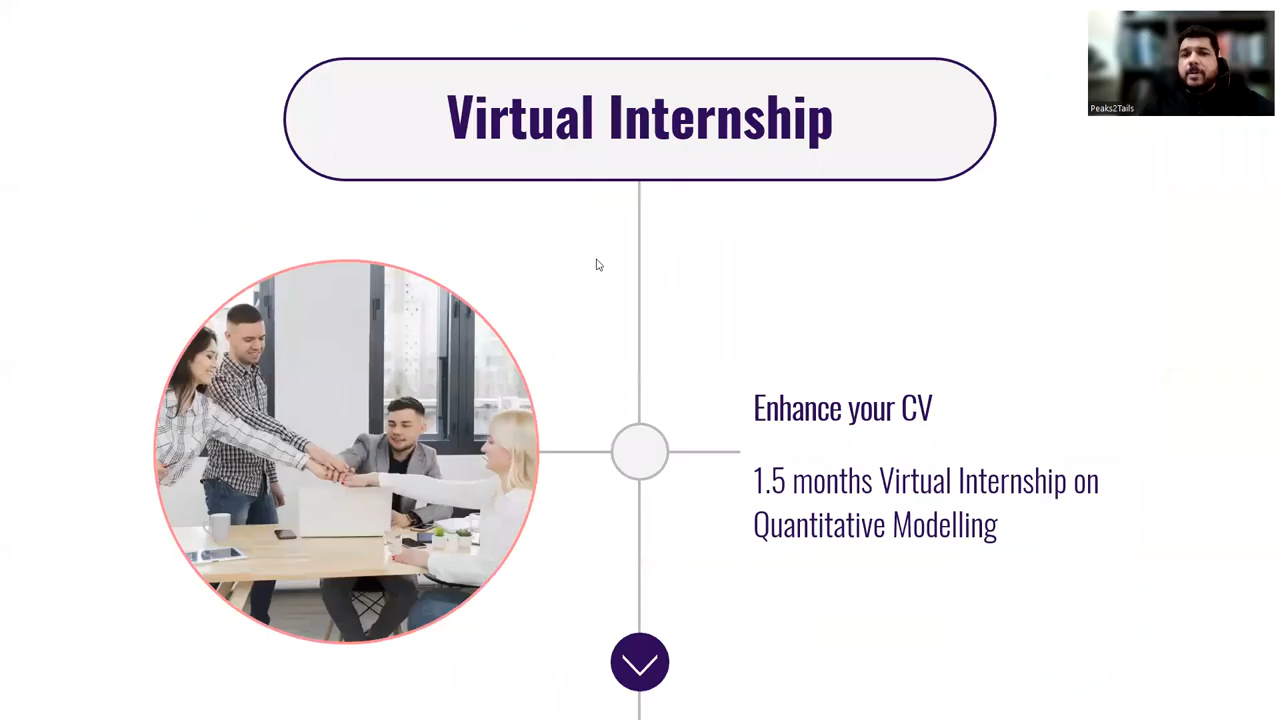 Virtual Internship
Peaks2Tails
Enhance your CV
1.5 months Virtual Internship on
Quantitative Modelling